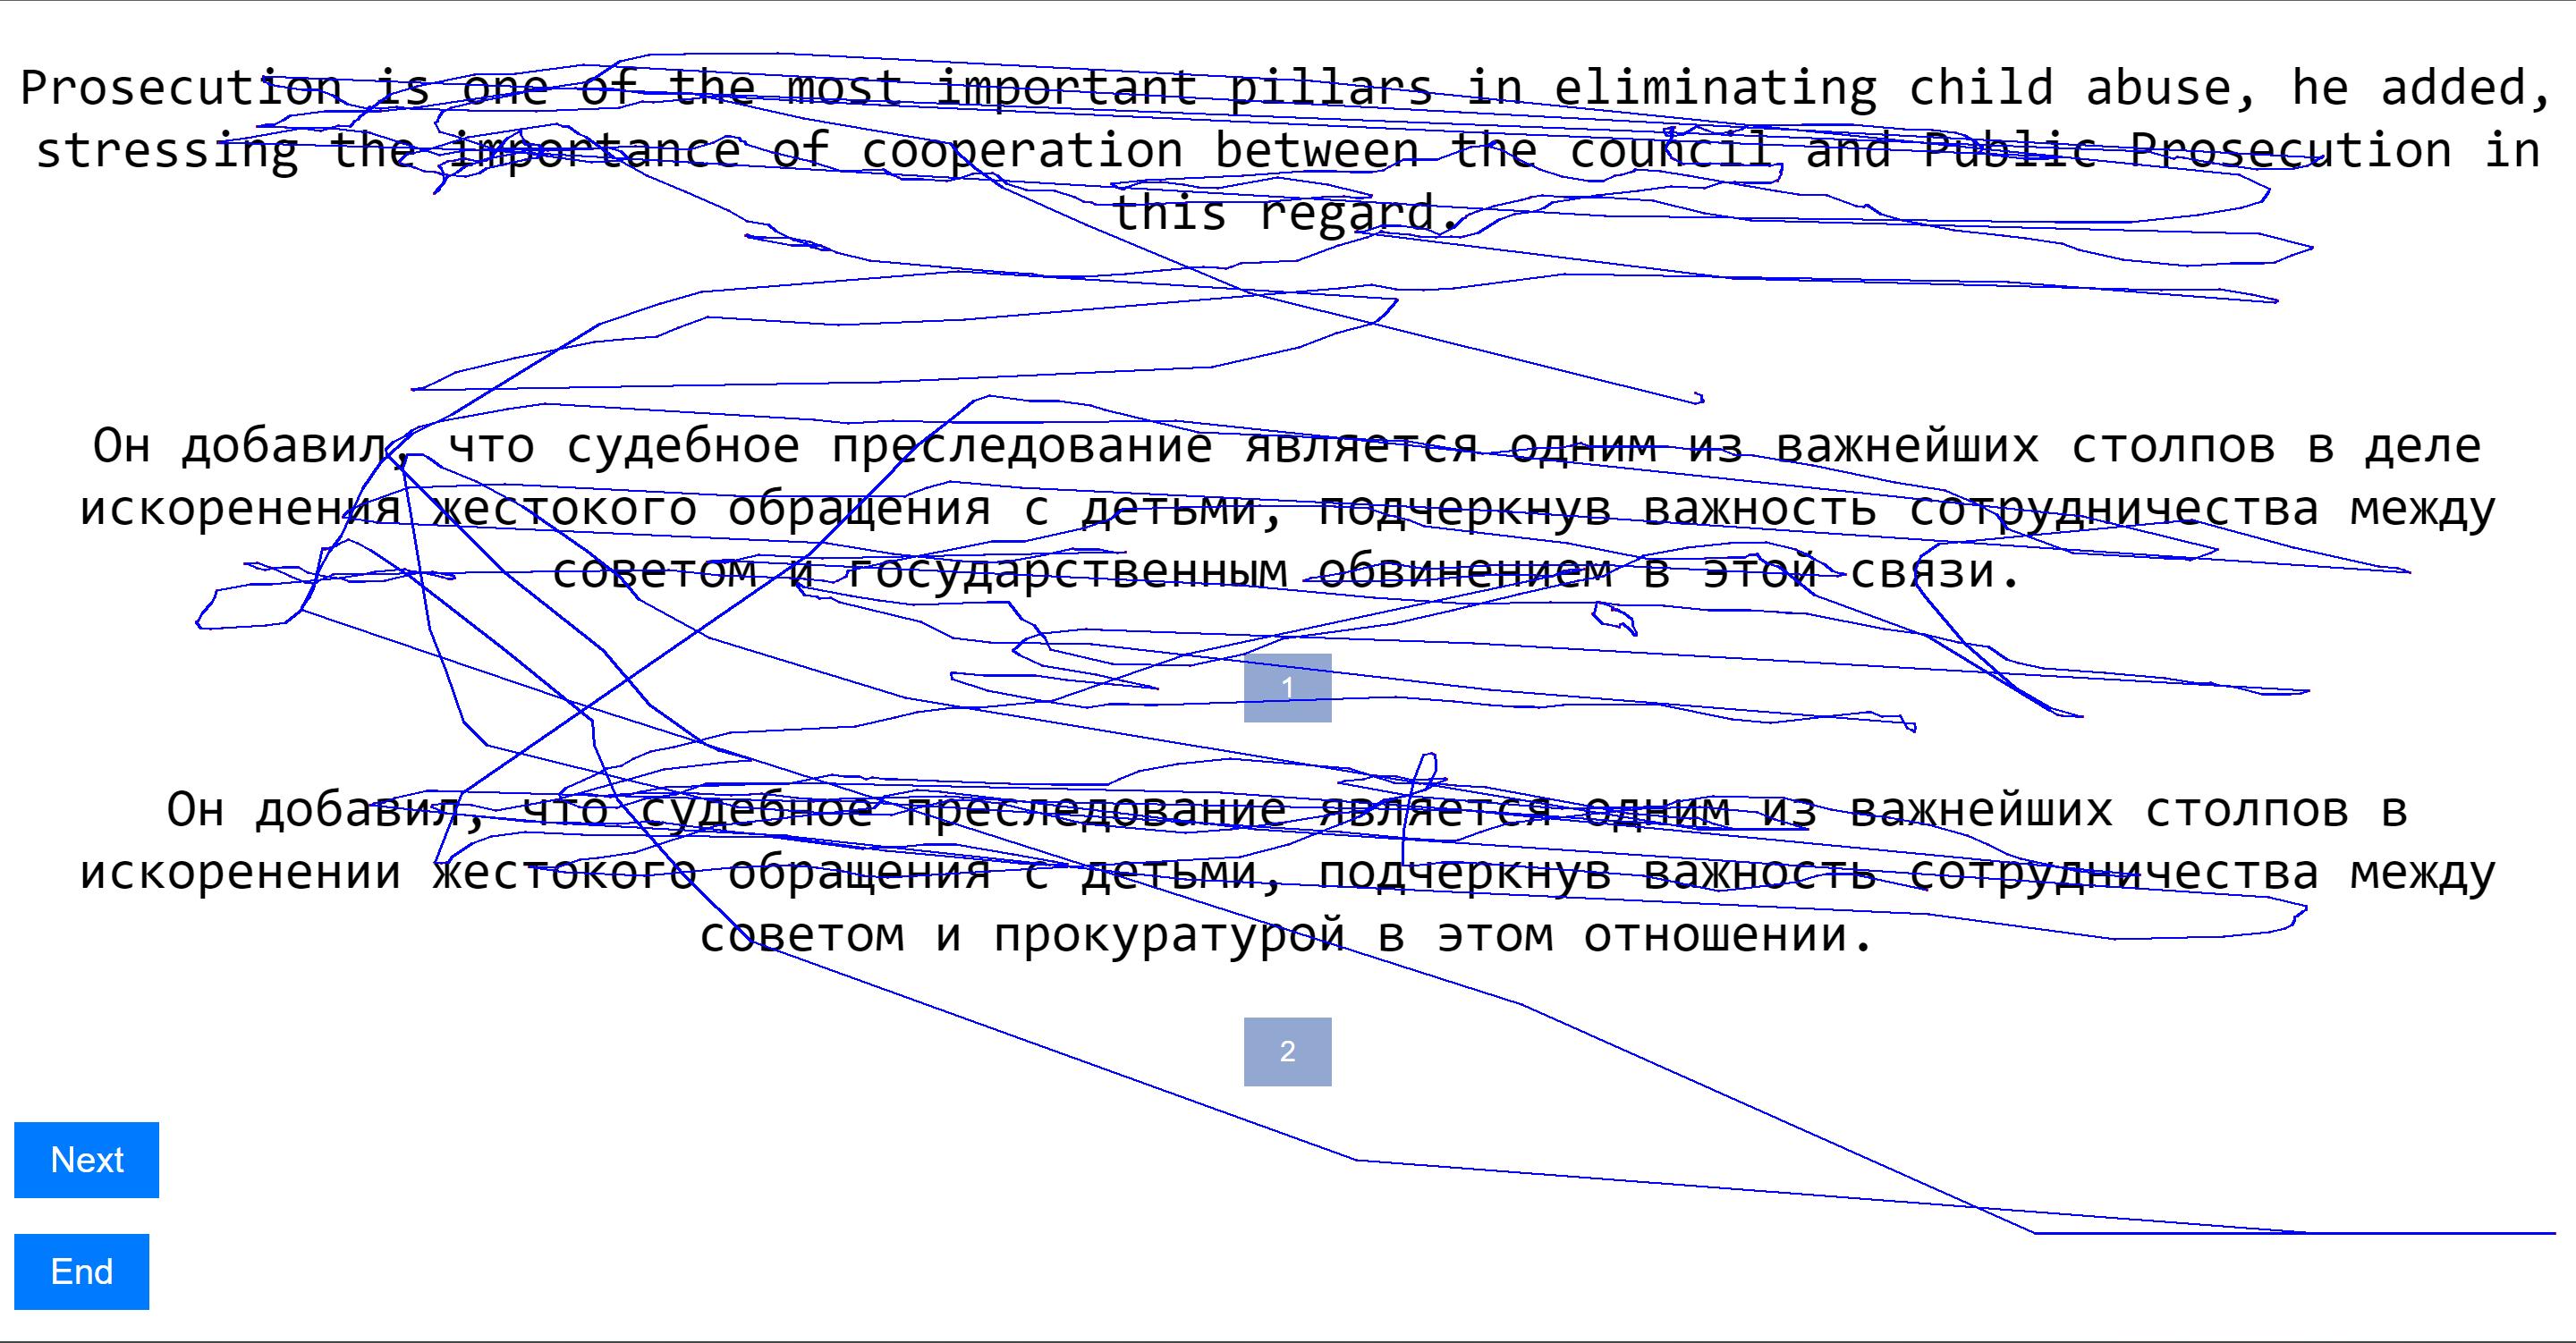 Prosecution is one of the most important pillars in eliminating child abuse, he added,
stressing the importance of cooperation between the council and Public Prosecution in
this regard.
Он добавил, что судебное преследование является одним из важнейших столпов в деле
искоренения жестокого обращения с детьми, подчеркнув важность сотрудничества между
советом и государственным обвинением в этой связи.
1
Он добавил, что судебное преследование является одним из важнейших столпов в
искоренении жестокого обращения с детьми, подчеркнув важность сотрудничества между
советом и прокуратурой в этом отношении.
2
Next
End